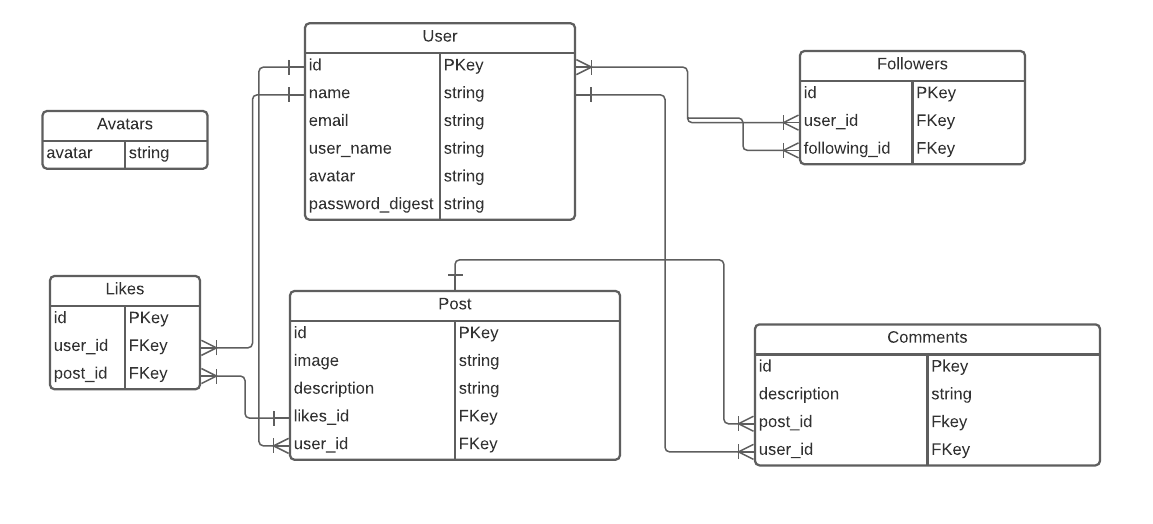 User
id PKey
name string
email string
user_name string
avatar string
password_digest string
Followers
id PKey
user_id FKey
following_id FKey
Avatars
avatar string
Likes
id PKey
user_id FKey
post_id FKey
Post
id PKey
image string
description string
likes_id FKey
user_id FKey
Comments
id Pkey
description string
post_id Fkey
user_id FKey